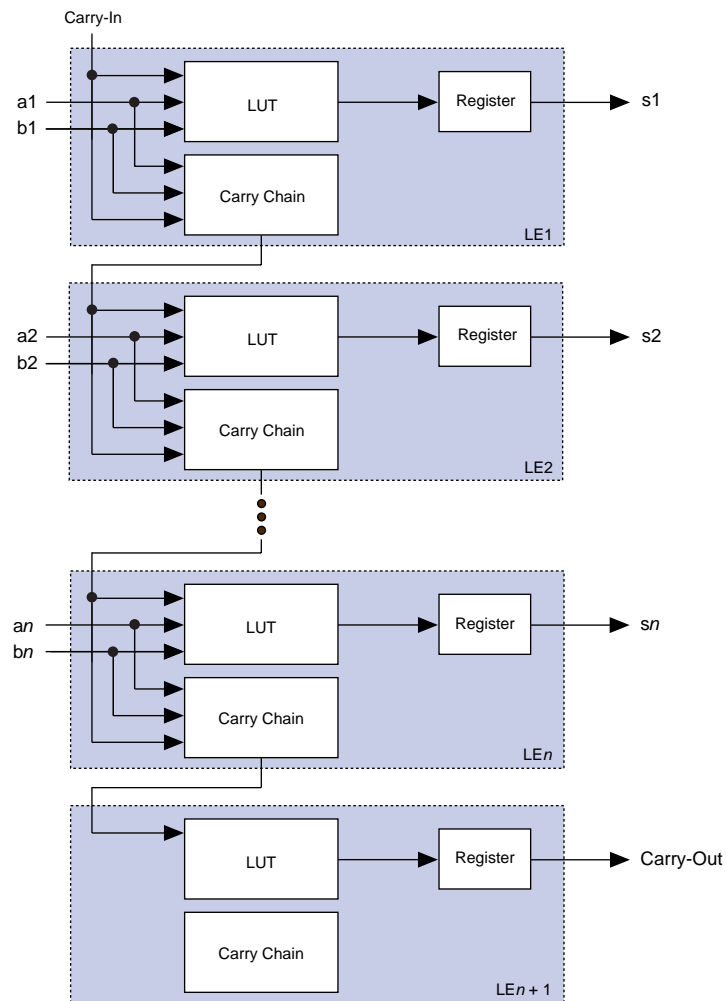 Carry-In
a1
b1
LUT
Register
s1
Carry Chain
LE1
a2
b2
LUT
Register
s2
Carry Chain
LE2
an
bn
LUT
Register
sn
Carry Chain
LEn
LUT
Register
Carry-Out
Carry Chain
LEn + 1